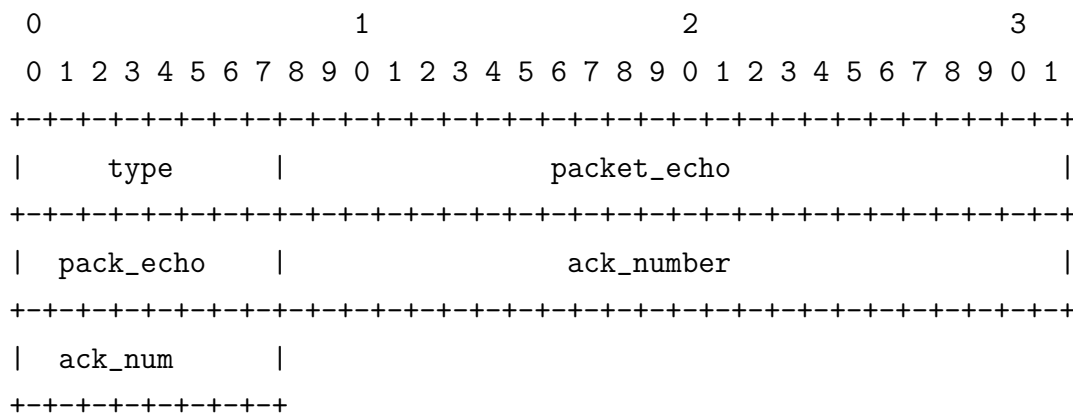 0                   1                   2                   3
 0 1 2 3 4 5 6 7 8 9 0 1 2 3 4 5 6 7 8 9 0 1 2 3 4 5 6 7 8 9 0 1
+-+-+-+-+-+-+-+-+-+-+-+-+-+-+-+-+-+-+-+-+-+-+-+-+-+-+-+-+-+-+-+-+
|     type      |                packet_echo                    |
+-+-+-+-+-+-+-+-+-+-+-+-+-+-+-+-+-+-+-+-+-+-+-+-+-+-+-+-+-+-+-+-+
|  pack_echo    |                 ack_number                    |
+-+-+-+-+-+-+-+-+-+-+-+-+-+-+-+-+-+-+-+-+-+-+-+-+-+-+-+-+-+-+-+-+
|  ack_num      |
+-+-+-+-+-+-+-+-+